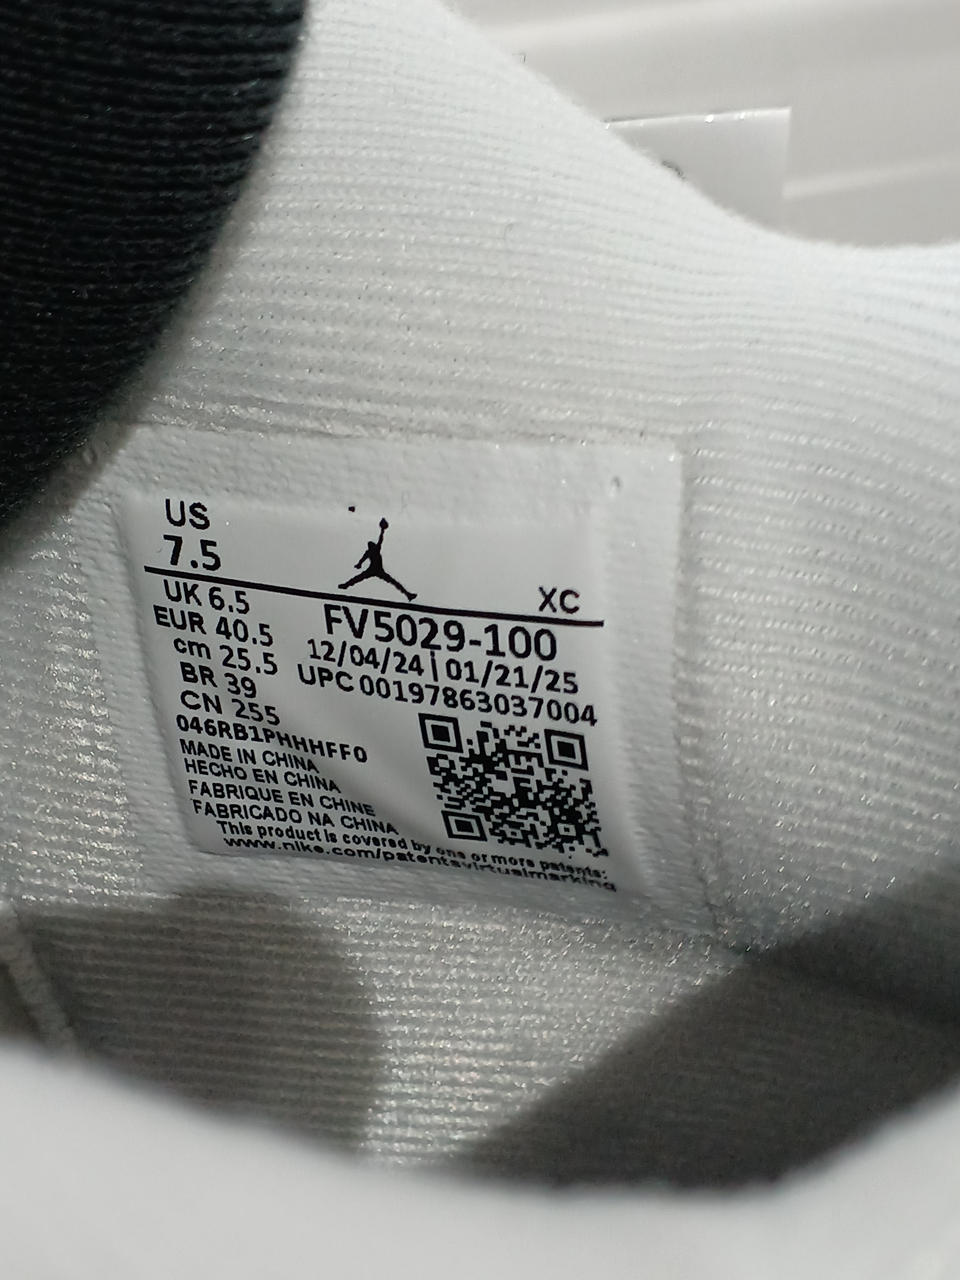 US
7.5
XC
UK 6.5
EUR 40.5
cm 25.5
BR 39
CN 255
FV5029-100
12/04/24 | 01/21/25
UPC 00197863037004
046RB1PHHHFF0
MADE IN CHINA
HECHO EN CHINA
FABRIQUE EN CHINE
FABRICADO NA CHINA
This product is covered by one or more patents:
www.nike.com/patentsvirtualmarking